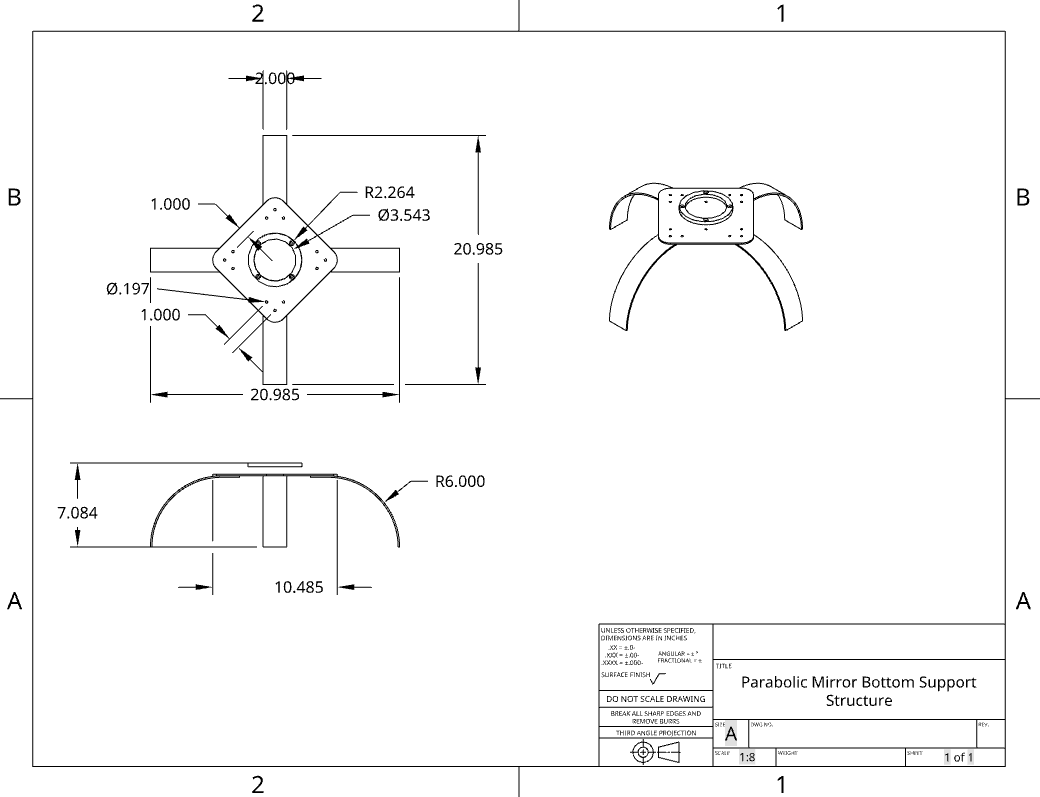 2
1
B
B
2.000
R2.264
1.000
Ø3.543
20.985
Ø.197
1.000
20.985
R6.000
7.084
10.485
A
A
UNLESS OTHERWISE SPECIFIED,
DIMENSIONS ARE IN INCHES
.XX = ±.0-
.XXX = ±.00-
.XXXX = ±.000-
ANGULAR = ± °
FRACTIONAL = ±
SURFACE FINISH
DO NOT SCALE DRAWING
BREAK ALL SHARP EDGES AND
REMOVE BURRS
THIRD ANGLE PROJECTION
TITLE
Parabolic Mirror Bottom Support
Structure
SIZE
A
DWG NO.
REV.
SCALE
1:8
WEIGHT
SHEET
1 of 1
2
1